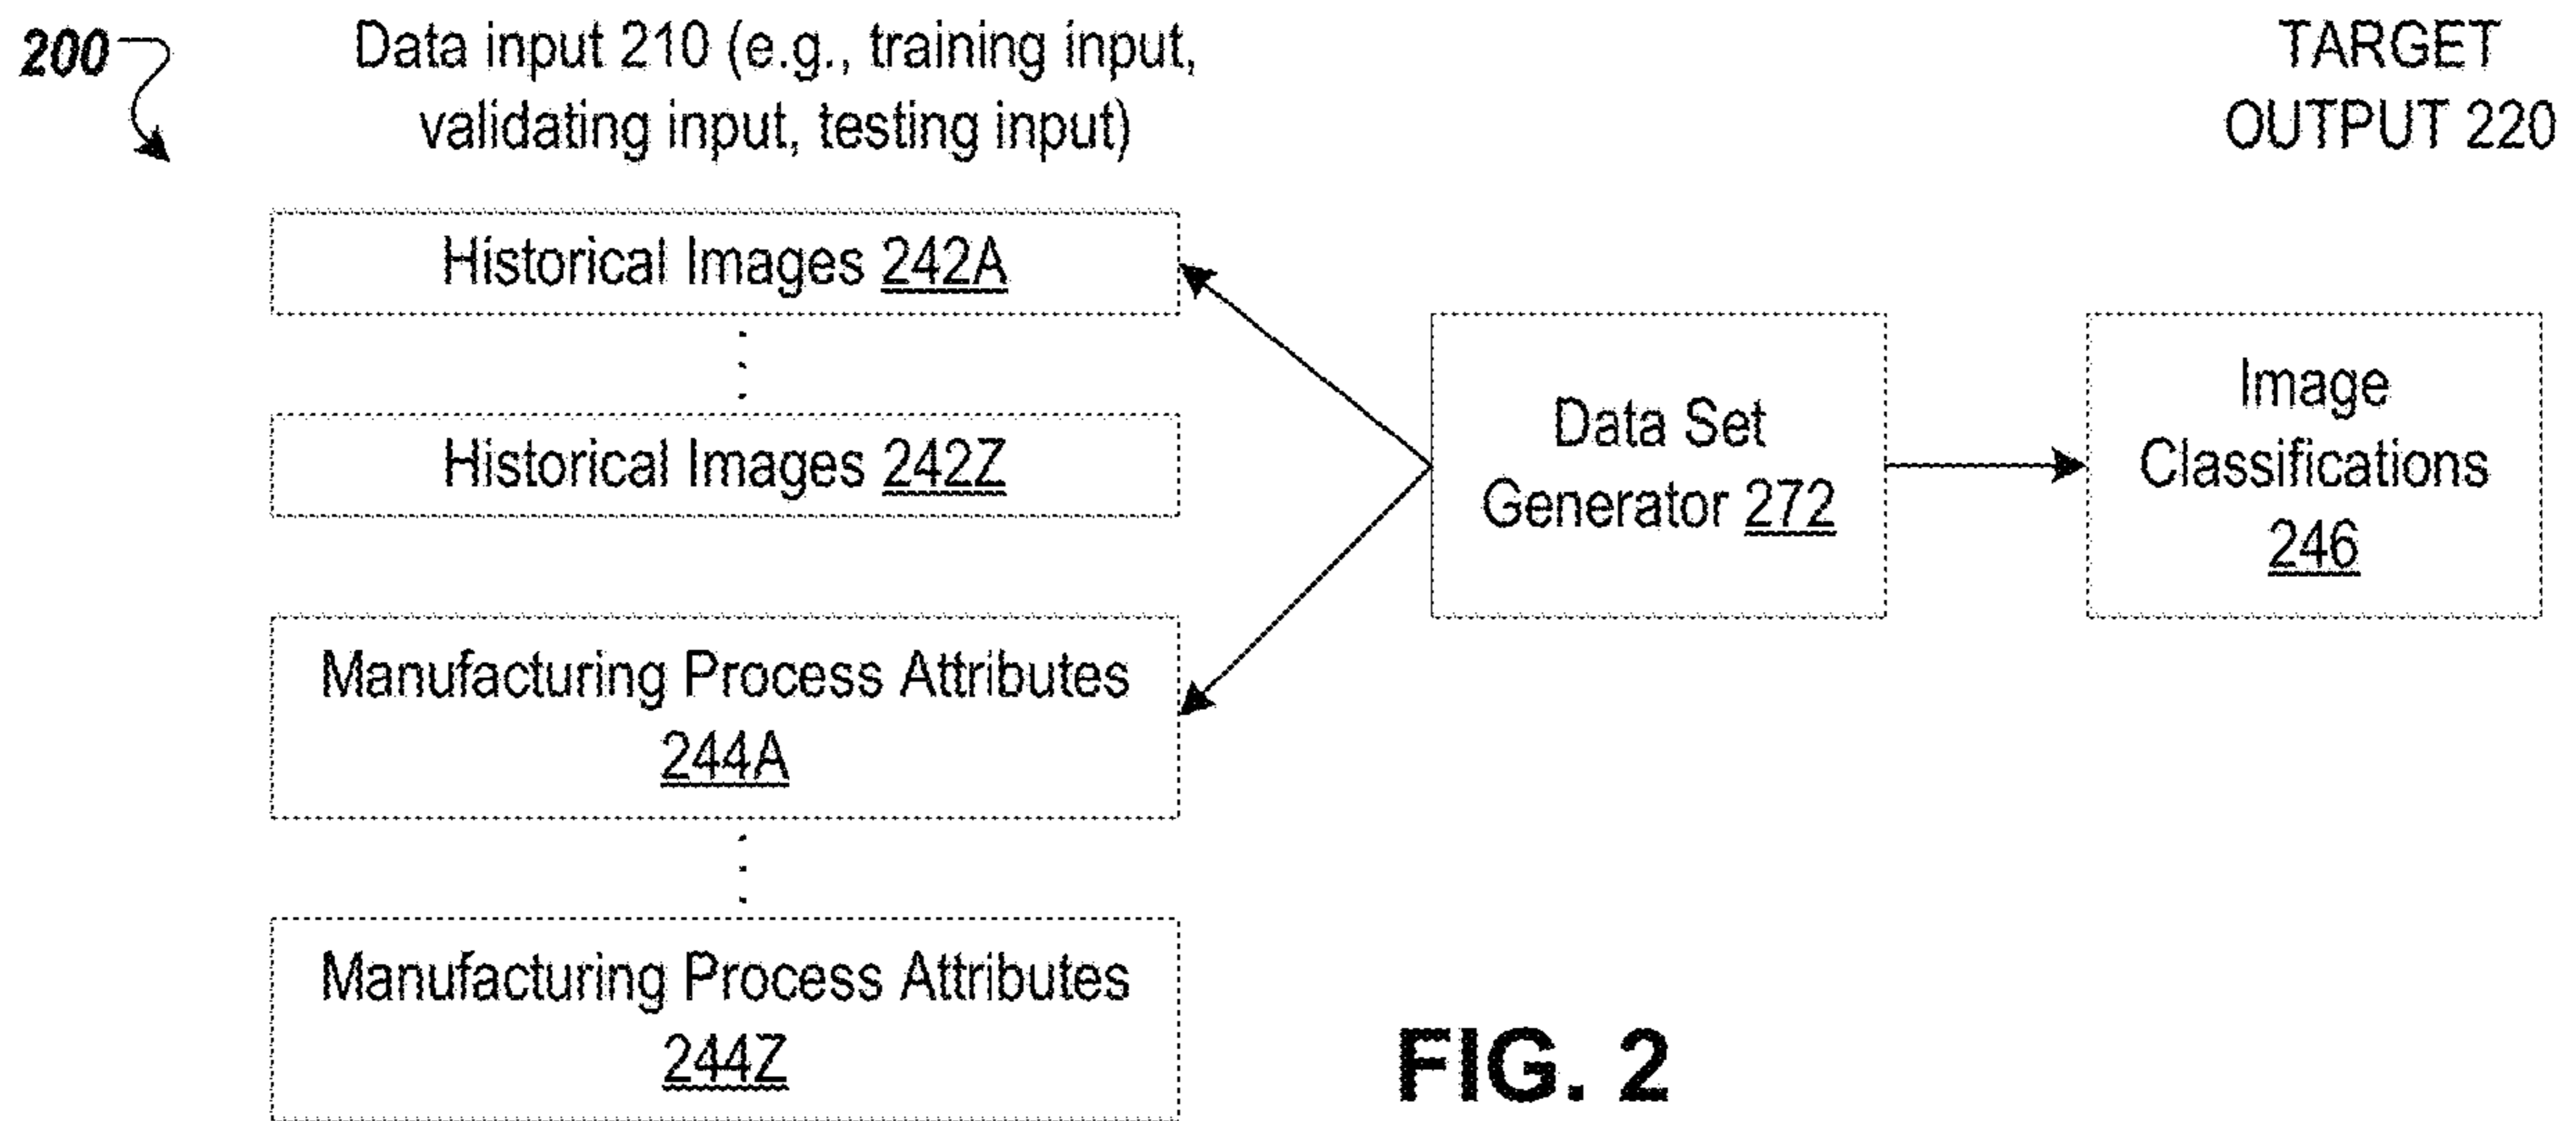 200
Data input 210 (e.g., training input,
validating input, testing input)
TARGET
OUTPUT 220
Historical Images 242A
Historical Images 242Z
Manufacturing Process Attributes
244A
Manufacturing Process Attributes
244Z
Data Set
Generator 272
Image
Classifications
246
FIG. 2